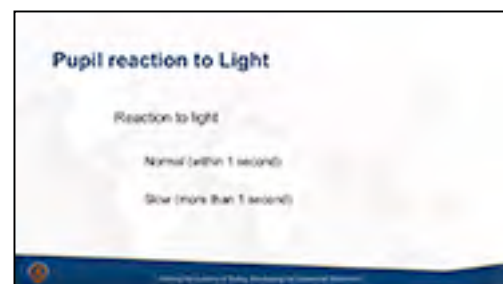 Pupil reaction to Light
Reaction to light
Normal (within 1 second)
Slow (more than 1 second)